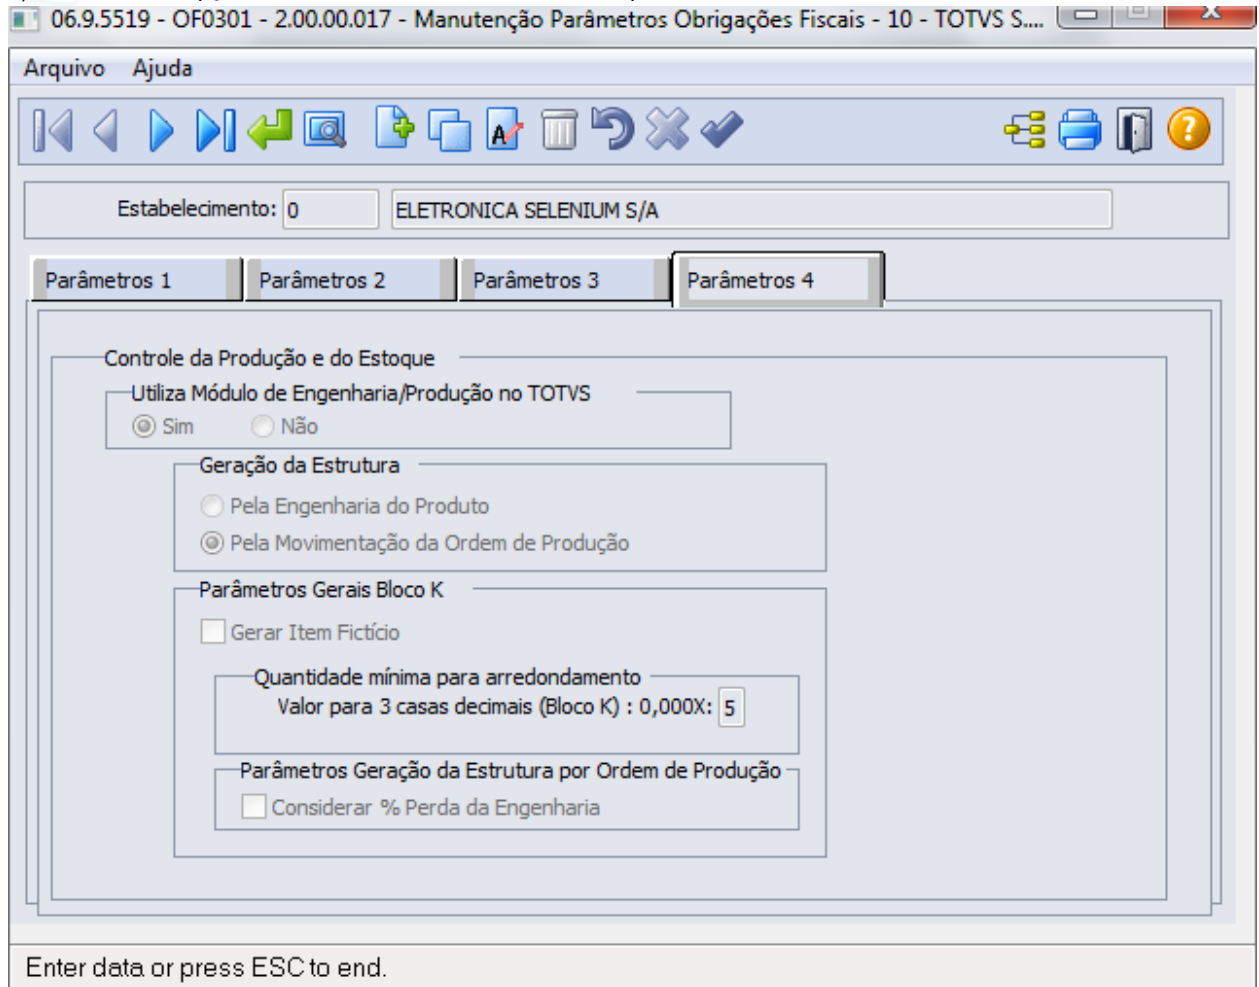 06.9.5519 - OF0301 - 2.00.00.017 - Manutenção Parâmetros Obrigações Fiscais - 10 - TOTVS S....
Arquivo Ajuda
Estabelecimento: 0 ELETRONICA SELENIUM S/A
Parâmetros 1 Parâmetros 2 Parâmetros 3 Parâmetros 4
Controle da Produção e do Estoque
Utiliza Módulo de Engenharia/Produção no TOTVS
Sim Não
Geração da Estrutura
Pela Engenharia do Produto
Pela Movimentação da Ordem de Produção
Parâmetros Gerais Bloco K
Gerar Item Fictício
Quantidade mínima para arredondamento
Valor para 3 casas decimais (Bloco K) : 0,000X: 5
Parâmetros Geração da Estrutura por Ordem de Produção
Considerar % Perda da Engenharia
Enter data or press ESC to end.